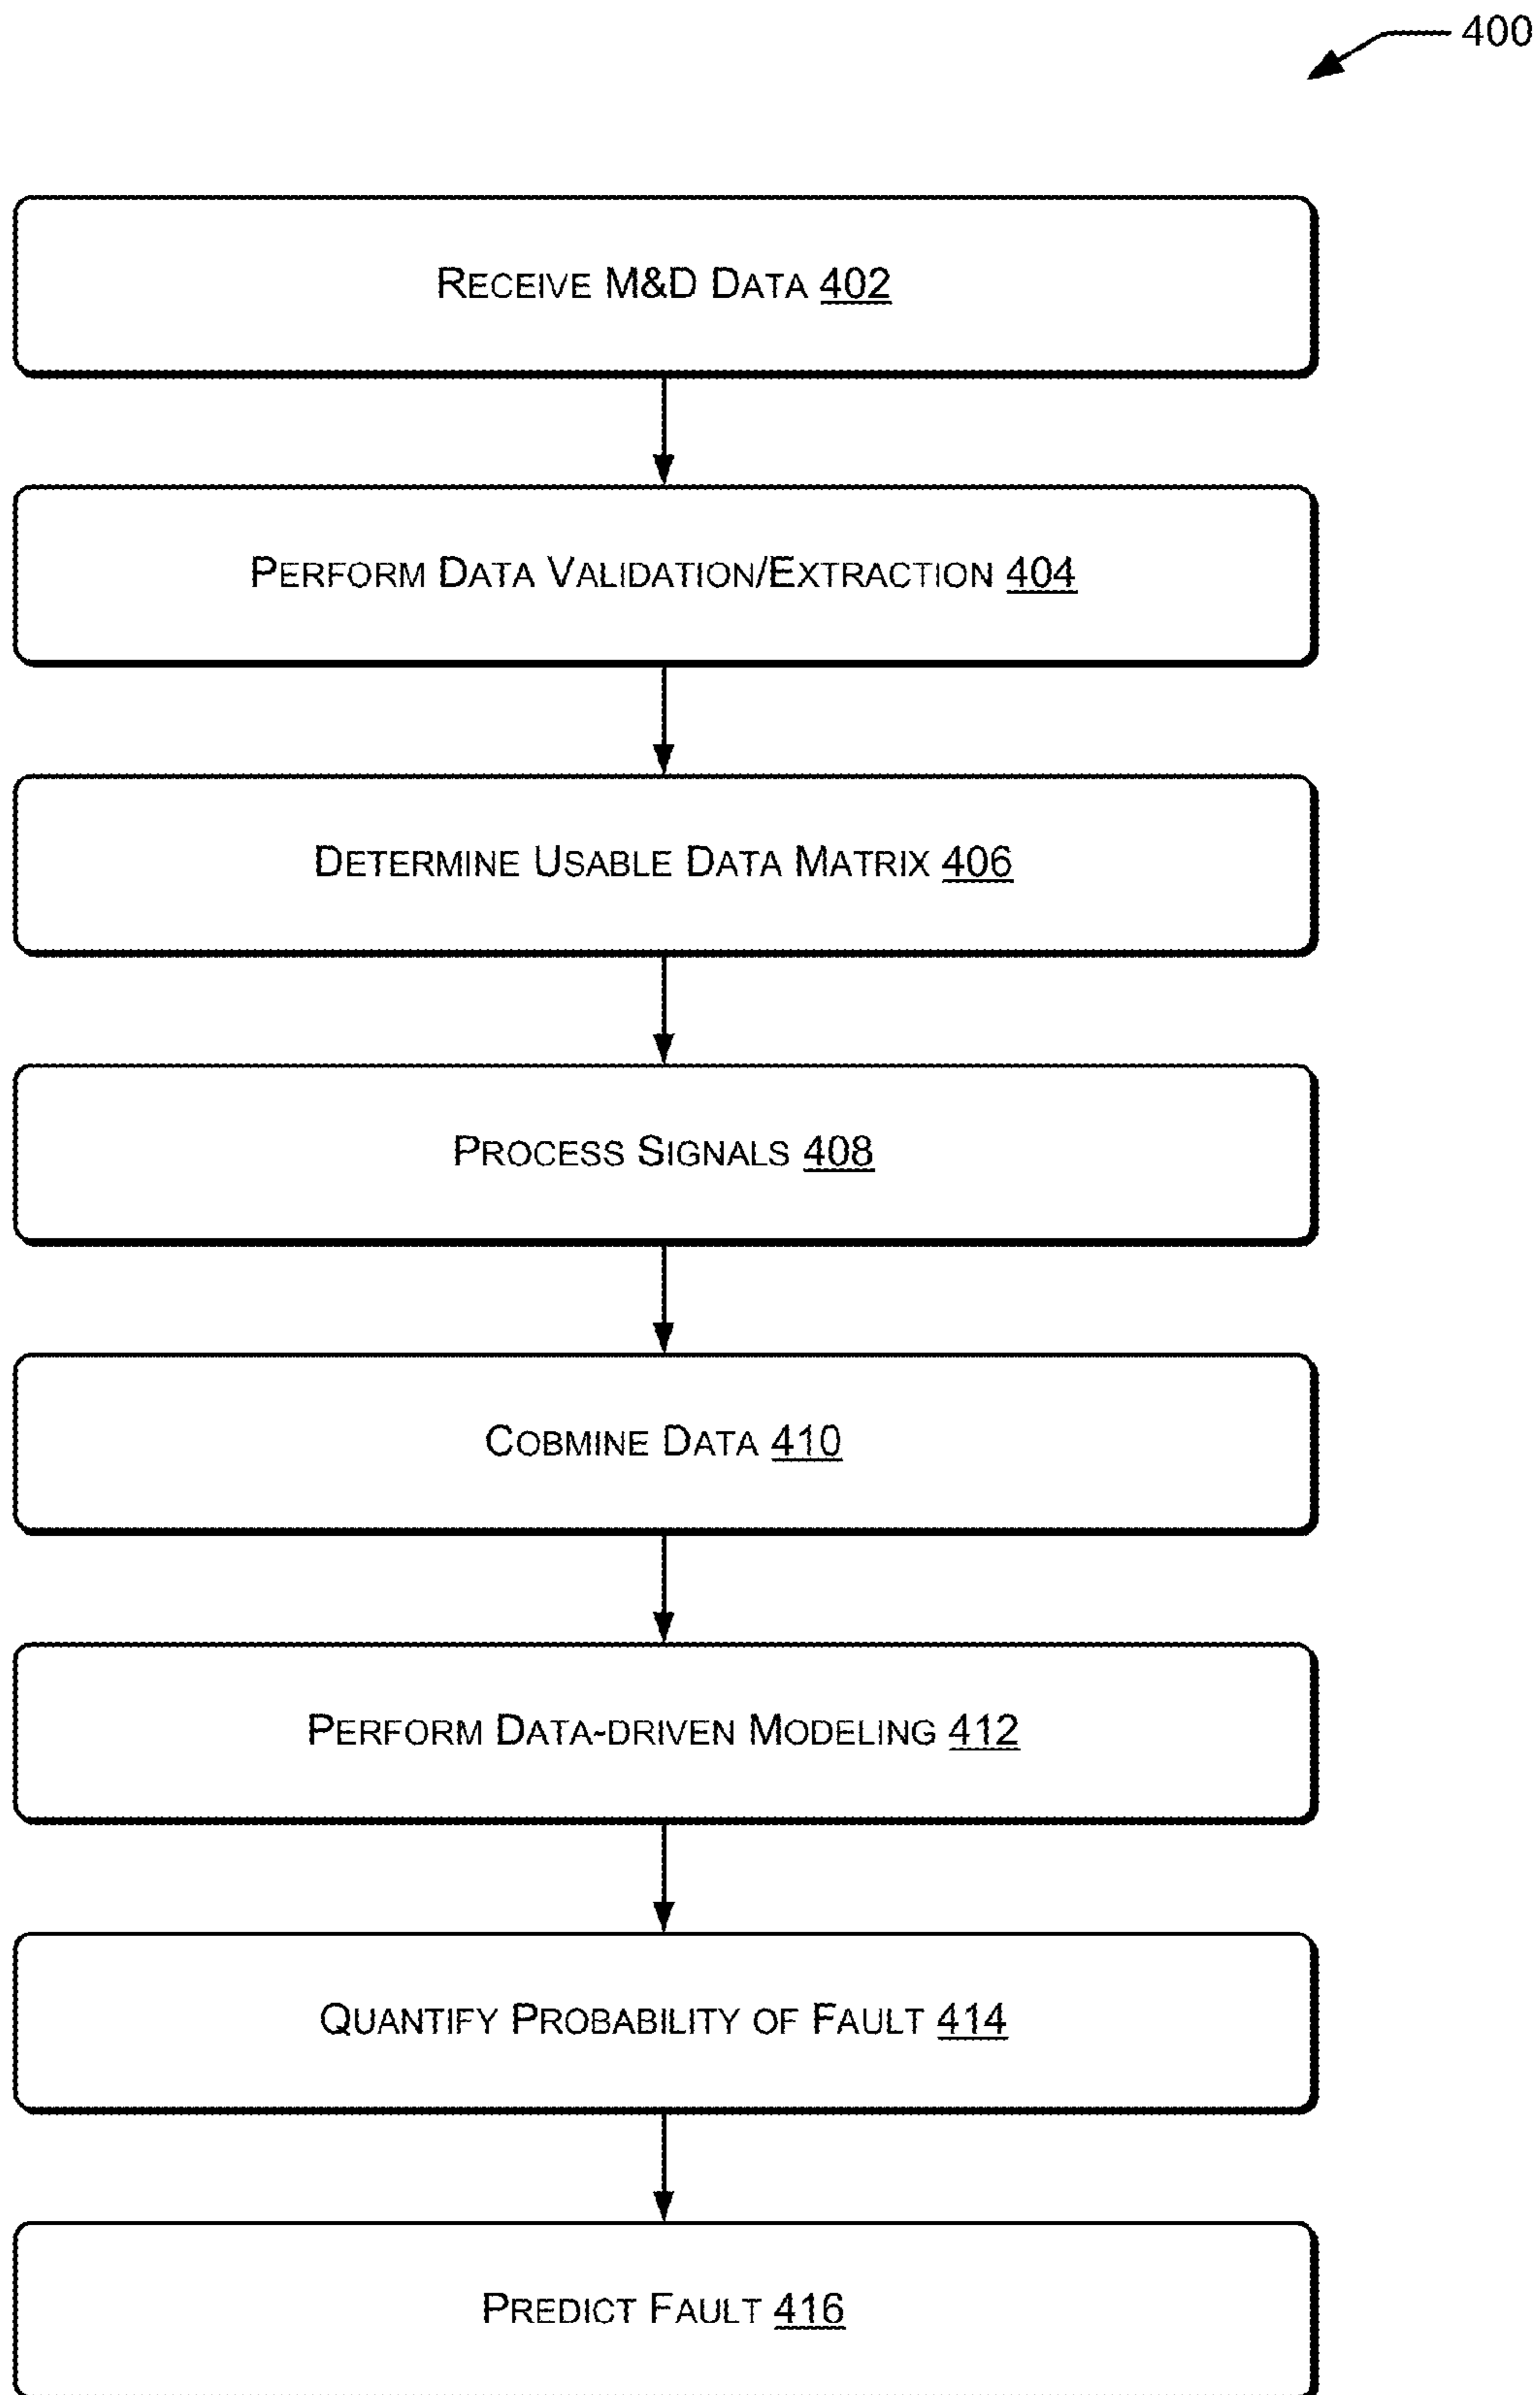 400
RECEIVE M&D DATA 402
PERFORM DATA VALIDATION/EXTRACTION 404
DETERMINE USABLE DATA MATRIX 406
PROCESS SIGNALS 408
COBMINE DATA 410
PERFORM DATA-DRIVEN MODELING 412
QUANTIFY PROBABILITY OF FAULT 414
PREDICT FAULT 416